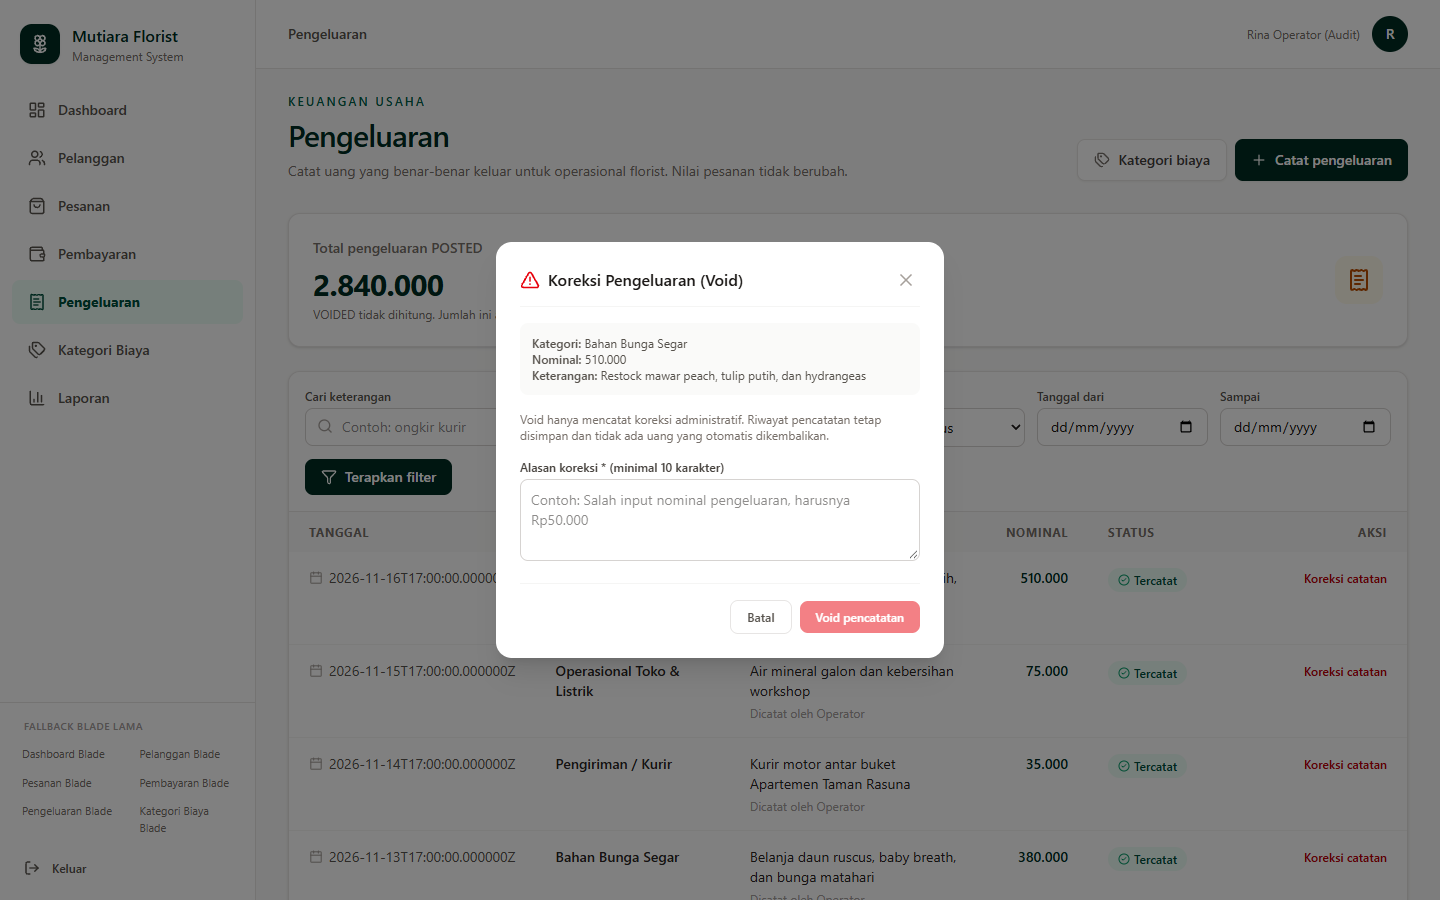 Mutiara Florist
Management System
Dashboard
Pelanggan
Pesanan
Pembayaran
Pengeluaran
Kategori Biaya
Laporan
FALLBACK BLADE LAMA
Dashboard Blade
Pelanggan Blade
Pesanan Blade
Pembayaran Blade
Pengeluaran Blade
Kategori Biaya
Blade
Keluar
Pengeluaran
Rina Operator (Audit)
R
KEUANGAN USAHA
Pengeluaran
Catat uang yang benar-benar keluar untuk operasional florist. Nilai pesanan tidak berubah.
Kategori biaya
Catat pengeluaran
Total pengeluaran POSTED
2.840.000
VOIDED tidak dihitung. Jumlah ini
Cari keterangan
Contoh: ongkir kurir
Tanggal dari
dd/mm/yyyy
Sampai
dd/mm/yyyy
Terapkan filter
Koreksi Pengeluaran (Void)
Kategori: Bahan Bunga Segar
Nominal: 510.000
Keterangan: Restock mawar peach, tulip putih, dan hydrangeas
Void hanya mencatat koreksi administratif. Riwayat pencatatan tetap
disimpan dan tidak ada uang yang otomatis dikembalikan.
Alasan koreksi * (minimal 10 karakter)
Contoh: Salah input nominal pengeluaran, harusnya
Rp50.000
Batal
Void pencatatan
TANGGAL
NOMINAL
STATUS
AKSI
510.000
Tercatat
Koreksi catatan
2026-11-15T17:00:00.000000Z
Operasional Toko &
Listrik
Air mineral galon dan kebersihan
workshop
Dicatat oleh Operator
75.000
Tercatat
Koreksi catatan
2026-11-14T17:00:00.000000Z
Pengiriman / Kurir
Kurir motor antar buket
Apartemen Taman Rasuna
Dicatat oleh Operator
35.000
Tercatat
Koreksi catatan
2026-11-13T17:00:00.000000Z
Bahan Bunga Segar
Belanja daun ruscus, baby breath,
dan bunga matahari
380.000
Tercatat
Koreksi catatan